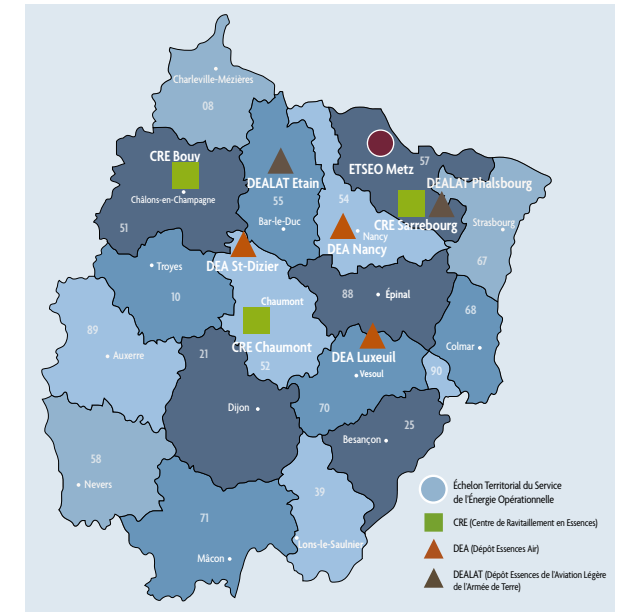 Charleville-Mézières
08
CRE Bouy
ETSEO Metz
57
DEALAT Etain
DEALAT Phalsbourg
Châlons-en-Champagne
55
54
51
Bar-le-Duc
CRE Sarrebourg
Strasbourg
Nancy
DEA Nancy
Troyes
DEA St-Dizier
67
10
Chaumont
88
Épinal
68
89
CRE Chaumont
21
DEA Luxeuil
Colmar
Auxerre
52
Vesoul
90
Dijon
70
25
Besançon
58
Nevers
39
Échelon Territorial du Service
de l'Énergie Opérationnelle
71
CRE (Centre de Ravitaillement en Essences)
Lons-le-Saulnier
DEA (Dépôt Essences Air)
Mâcon
DEALAT (Dépôt Essences de l'Aviation Légère
de l'Armée de Terre)